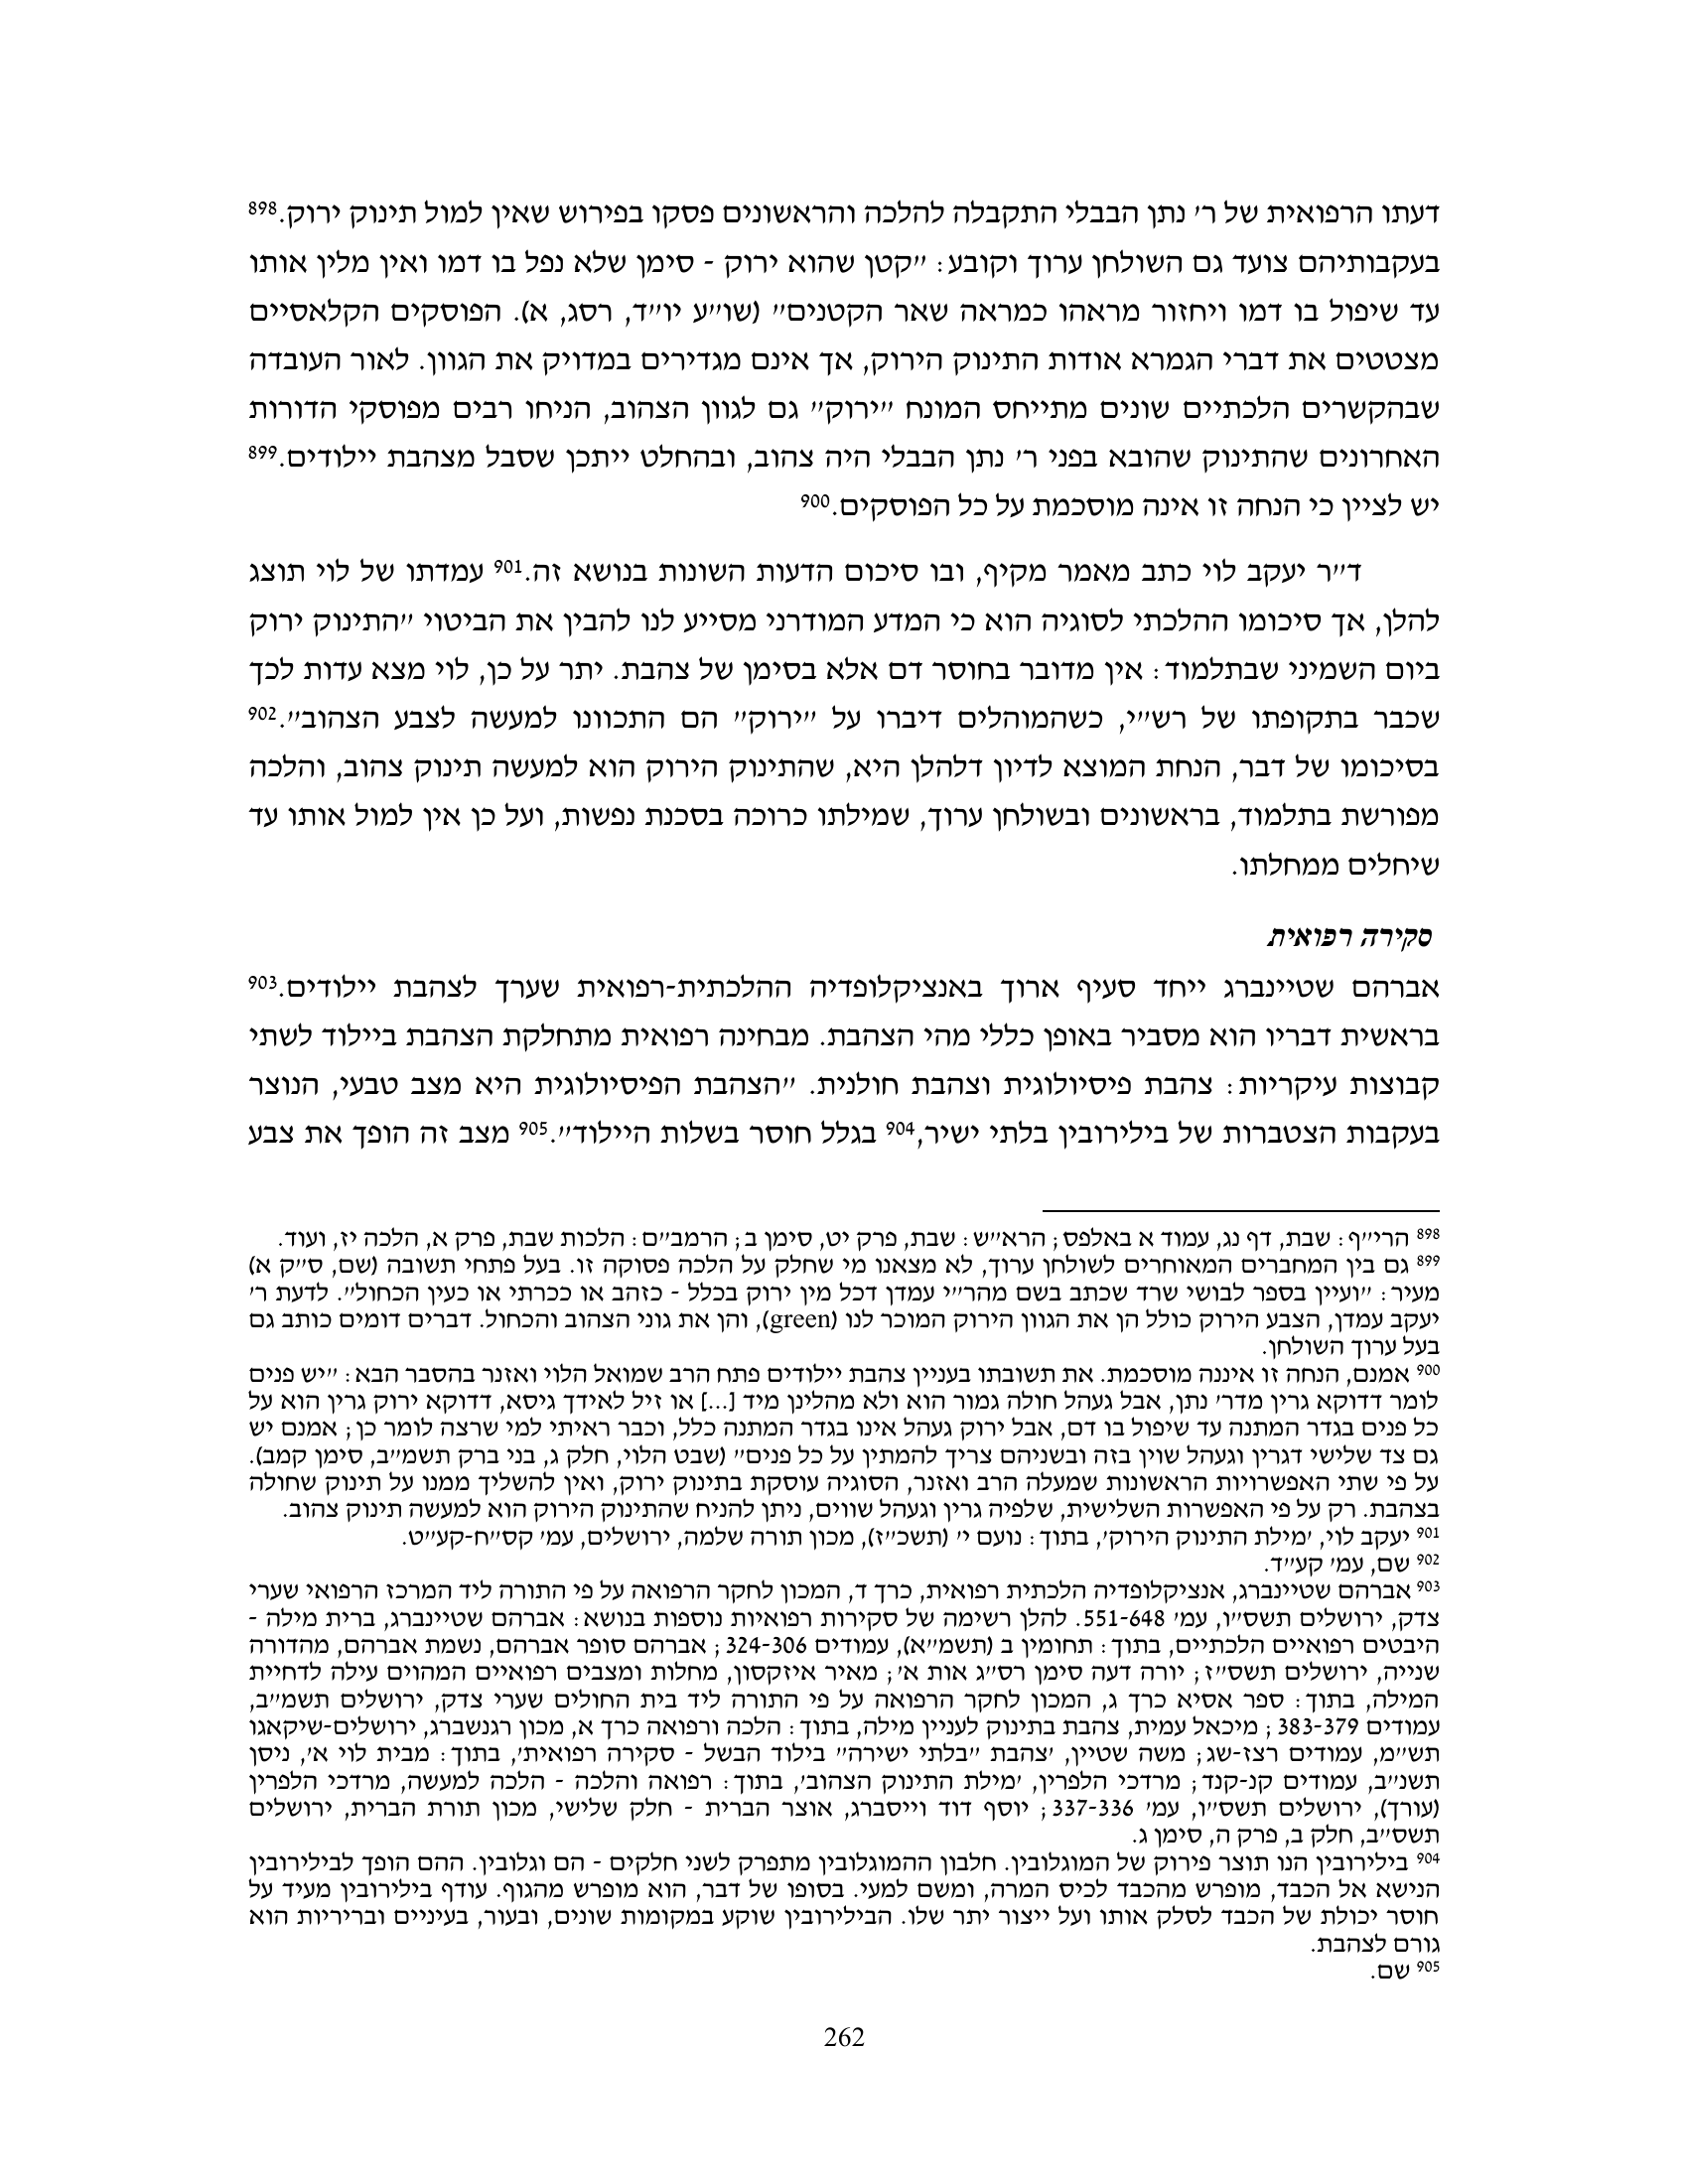 דעתו הרפואית של ר' נתן הבבלי התקבלה להלכה והראשונים פסקו בפירוש שאין למול תינוק ירוק.898
בעקבותיהם צועד גם השולחן ערוך וקובע: "קטן שהוא ירוק - סימן שלא נפל בו דמו ואין מלין אותו
עד שיפול בו דמו ויחזור מראהו כמראה שאר הקטנים" (שו"ע יו"ד, רסג, א). הפוסקים הקלאסיים
מצטטים את דברי הגמרא אודות התינוק הירוק, אך אינם מגדירים במדויק את הגוון. לאור העובדה
שבהקשרים הלכתיים שונים מתייחס המונח "ירוק" גם לגוון הצהוב, הניחו רבים מפוסקי הדורות
האחרונים שהתינוק שהובא בפני ר' נתן הבבלי היה צהוב, ובהחלט ייתכן שסבל מצהבת יילודים.899
יש לציין כי הנחה זו אינה מוסכמת על כל הפוסקים.900
ד"ר יעקב לוי כתב מאמר מקיף, ובו סיכום הדעות השונות בנושא זה.901 עמדתו של לוי תוצג
להלן, אך סיכומו ההלכתי לסוגיה הוא כי המדע המודרני מסייע לנו להבין את הביטוי "התינוק ירוק
ביום השמיני שבתלמוד: אין מדובר בחוסר דם אלא בסימן של צהבת. יתר על כן, לוי מצא עדות לכך
שכבר בתקופתו של רש"י, כשהמוהלים דיברו על "ירוק" הם התכוונו למעשה לצבע הצהוב".902
בסיכומו של דבר, הנחת המוצא לדיון דלהלן היא, שהתינוק הירוק הוא למעשה תינוק צהוב, והלכה
מפורשת בתלמוד, בראשונים ובשולחן ערוך, שמילתו כרוכה בסכנת נפשות, ועל כן אין למול אותו עד
שיחלים ממחלתו.
סקירה רפואית
אברהם שטיינברג ייחד סעיף ארוך באנציקלופדיה ההלכתית-רפואית שערך לצהבת יילודים.903
בראשית דבריו הוא מסביר באופן כללי מהי הצהבת. מבחינה רפואית מתחלקת הצהבת ביילוד לשתי
קבוצות עיקריות: צהבת פיסיולוגית וצהבת חולנית. "הצהבת הפיסיולוגית היא מצב טבעי, הנוצר
בעקבות הצטברות של בילירובין בלתי ישיר,904 בגלל חוסר בשלות היילוד".905 מצב זה הופך את צבע
898 הרי"ף: שבת, דף נג, עמוד א באלפס; הרא"ש: שבת, פרק יט, סימן ב; הרמב"ם: הלכות שבת, פרק א, הלכה יז, ועוד.
899 גם בין המחברים המאוחרים לשולחן ערוך, לא מצאנו מי שחלק על הלכה פסוקה זו. בעל פתחי תשובה (שם, ס"ק א)
מעיר: "ועיין בספר לבושי שרד שכתב בשם מהר"י עמדן דכל מין ירוק בכלל - כזהב או ככרתי או כעין הכחול". לדעת ר'
יעקב עמדן, הצבע הירוק כולל הן את הגוון הירוק המוכר לנו (green), והן את גוני הצהוב והכחול. דברים דומים כותב גם
בעל ערוך השולחן.
900 אמנם, הנחה זו איננה מוסכמת. את תשובתו בעניין צהבת יילודים פתח הרב שמואל הלוי ואזנר בהסבר הבא: "יש פנים
לומר דדוקא גרין מדר' נתן, אבל געהל חולה גמור הוא ולא מהלינן מיד [...] או זיל לאידך גיסא, דדוקא ירוק גרין הוא על
כל פנים בגדר המתנה עד שיפול בו דם, אבל ירוק געהל אינו בגדר המתנה כלל, וכבר ראיתי למי שרצה לומר כן; אמנם יש
גם צד שלישי דגרין וגעהל שוין בזה ובשניהם צריך להמתין על כל פנים" (שבט הלוי, חלק ג, בני ברק תשמ"ב, סימן קמב).
על פי שתי האפשרויות הראשונות שמעלה הרב ואזנר, הסוגיה עוסקת בתינוק ירוק, ואין להשליך ממנו על תינוק שחולה
בצהבת. רק על פי האפשרות השלישית, שלפיה גרין וגעהל שווים, ניתן להניח שהתינוק הירוק הוא למעשה תינוק צהוב.
901 יעקב לוי, 'מילת התינוק הירוק', בתוך: נועם י' (תשכ"ז), מכון תורה שלמה, ירושלים, עמ' קס"ח-קע"ט.
902 שם, עמ' קע"ד.
903 אברהם שטיינברג, אנציקלופדיה הלכתית רפואית, כרך ד, המכון לחקר הרפואה על פי התורה ליד המרכז הרפואי שערי
צדק, ירושלים תשס"ו, עמ' 551-648. להלן רשימה של סקירות רפואיות נוספות בנושא: אברהם שטיינברג, ברית מילה -
היבטים רפואיים הלכתיים, בתוך: תחומין ב (תשמ"א), עמודים 324-306; אברהם סופר אברהם, נשמת אברהם, מהדורה
שנייה, ירושלים תשס"ז; יורה דעה סימן רס"ג אות א'; מאיר איזקסון, מחלות ומצבים רפואיים המהוים עילה לדחיית
המילה, בתוך: ספר אסיא כרך ג, המכון לחקר הרפואה על פי התורה ליד בית החולים שערי צדק, ירושלים תשמ"ב,
עמודים 383-379; מיכאל עמית, צהבת בתינוק לעניין מילה, בתוך: הלכה ורפואה כרך א, מכון רגנשברג, ירושלים-שיקאגו
תש"מ, עמודים רצז-שג; משה שטיין, 'צהבת "בלתי ישירה" בילוד הבשל - סקירה רפואית', בתוך: מבית לוי א', ניסן
תשנ"ב, עמודים קנ-קנד; מרדכי הלפרין, 'מילת התינוק הצהוב', בתוך: רפואה והלכה - הלכה למעשה, מרדכי הלפרין
(עורך), ירושלים תשס"ו, עמ' 337-336; יוסף דוד וייסברג, אוצר הברית - חלק שלישי, מכון תורת הברית, ירושלים
תשס"ב, חלק ב, פרק ה, סימן ג.
904 בילירובין הנו תוצר פירוק של המוגלובין. חלבון ההמוגלובין מתפרק לשני חלקים - הם וגלובין. ההם הופך לבילירובין
הנישא אל הכבד, מופרש מהכבד לכיס המרה, ומשם למעי. בסופו של דבר, הוא מופרש מהגוף. עודף בילירובין מעיד על
חוסר יכולת של הכבד לסלק אותו ועל ייצור יתר שלו. הבילירובין שוקע במקומות שונים, ובעור, בעיניים ובריריות הוא
גורם לצהבת.
905 שם.
262